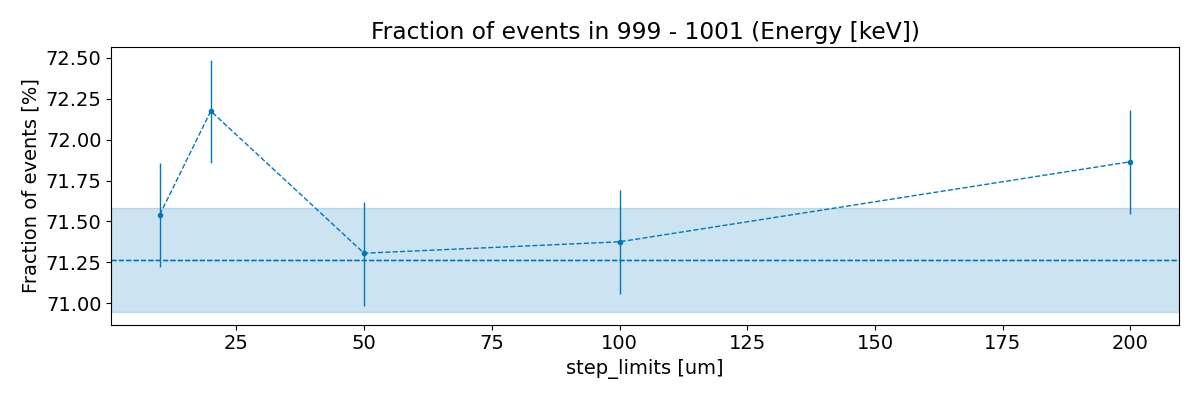 Fraction of events in 999 - 1001 (Energy [keV])
Fraction of events [%]
72.50
72.25
72.00
71.75
71.50
71.25
71.00
25 50 75 100 125 150 175 200
step_limits [um]